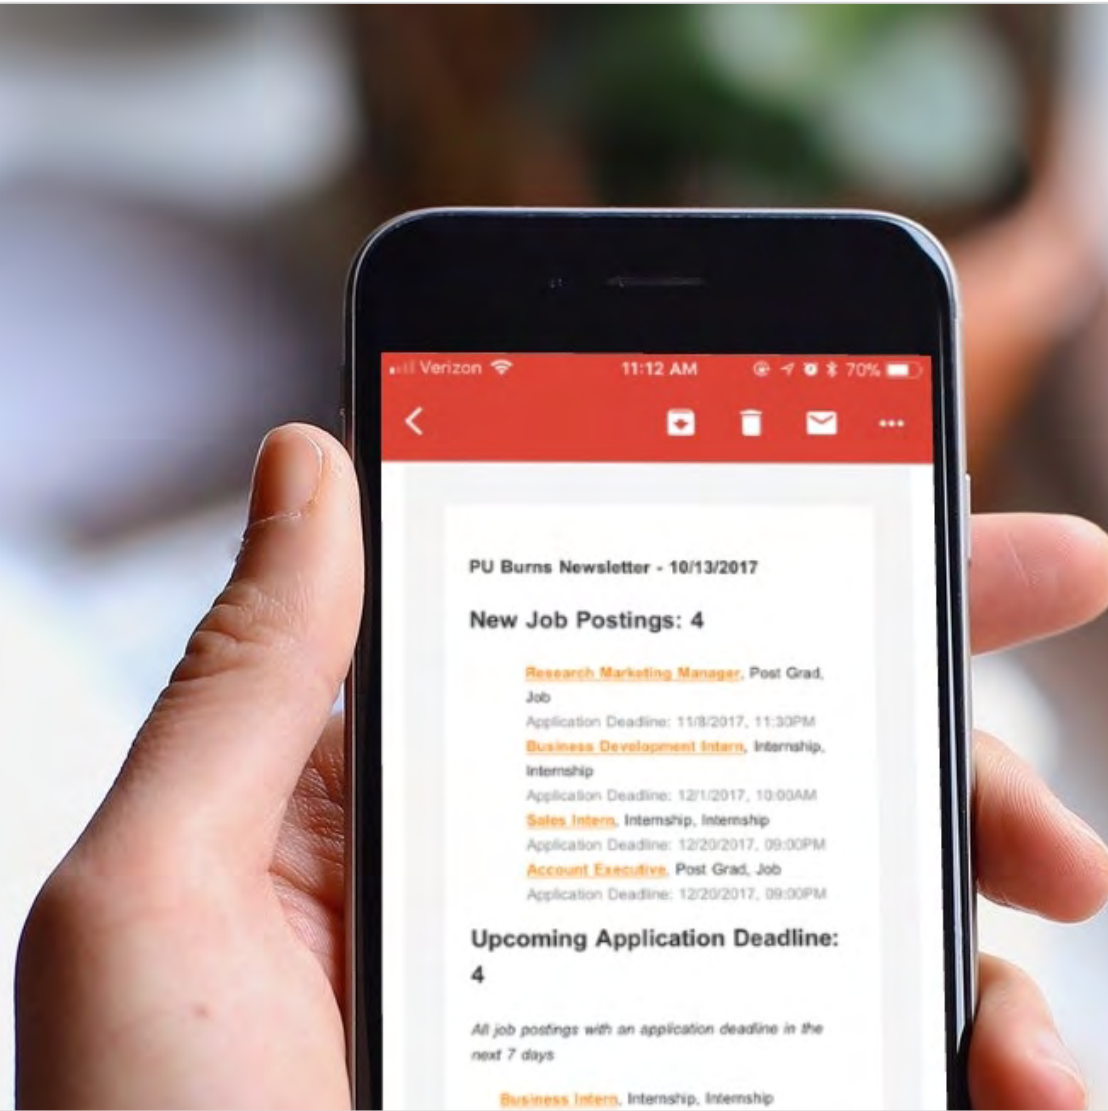 Verizon 11:12 AM 70%
PU Burns Newsletter - 10/13/2017
New Job Postings: 4
Research Marketing Manager, Post Grad,
Job
Application Deadline: 11/8/2017, 11:30PM
Business Development Intern, Internship,
Internship
Application Deadline: 12/1/2017, 10:00AM
Sales Intern, Internship, Internship
Application Deadline: 12/20/2017, 09:00PM
Account Executive, Post Grad, Job
Application Deadline: 12/20/2017, 09:00PM
Upcoming Application Deadline:
4
All job postings with an application deadline in the
next 7 days
Business Intern, Internship, Internship